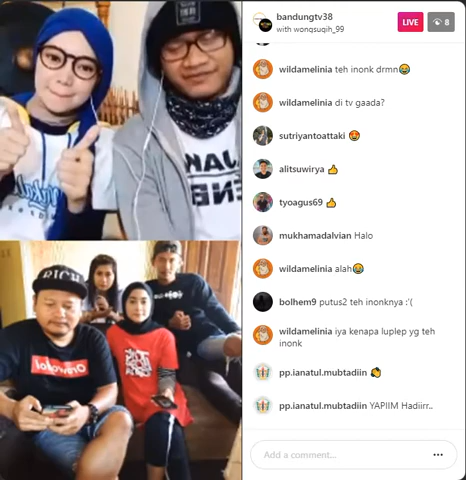 bandungtv38
with wongsuqih_99
LIVE
8
wildamelinia teh inonk drmn😂
wildamelinia di tv gaada?
sutriyantoattaki 😍
alitsuwirya 👍
tyoagus69 👍
mukhamadalvian Halo
wildamelinia alah😂
bolhem9 putus2 teh inonknya :'(
wildamelinia iya kenapa luplep yg teh
inonk
pp.ianatul.mubtadiin 👏
pp.ianatul.mubtadiin YAPIIM Hadiirr..
Add a comment...
RICH